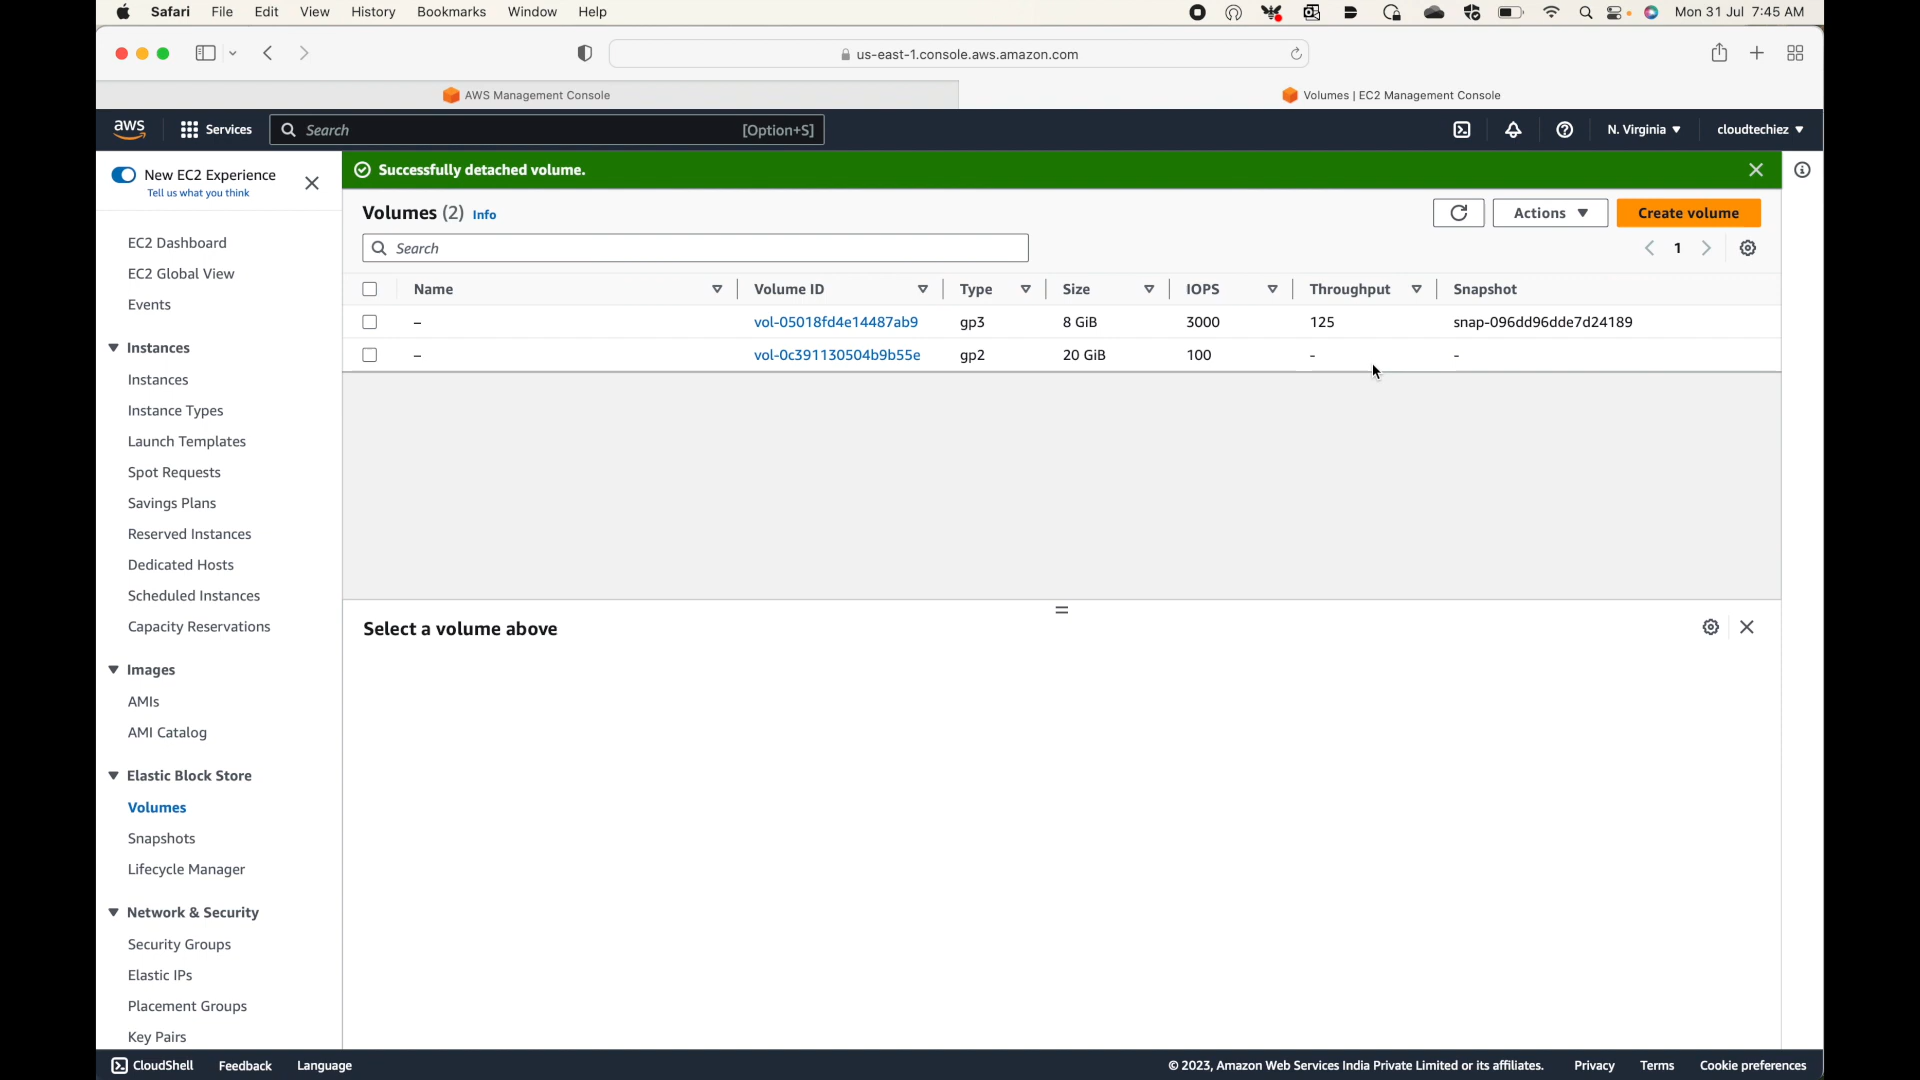 Safari File Edit View History Bookmarks Window Help Mon 31 Jul 7:45 AM
us-east-1.console.aws.amazon.com
AWS Management Console
Volumes | EC2 Management Console
aws Services Search [Option+S] N. Virginia cloudtechiez
New EC2 Experience
Tell us what you think
EC2 Dashboard
EC2 Global View
Events
Instances
Instances
Instance Types
Launch Templates
Spot Requests
Savings Plans
Reserved Instances
Dedicated Hosts
Scheduled Instances
Capacity Reservations
Images
AMIs
AMI Catalog
Elastic Block Store
Volumes
Snapshots
Lifecycle Manager
Network & Security
Security Groups
Elastic IPs
Placement Groups
Key Pairs
Successfully detached volume.
Volumes (2) Info
Actions
Create volume
Search
1
Name Volume ID Type Size IOPS Throughput Snapshot
– vol-05018fd4e14487ab9 gp3 8 GiB 3000 125 snap-096dd96dde7d24189
– vol-0c391130504b9b55e gp2 20 GiB 100 - -
Select a volume above
CloudShell Feedback Language © 2023, Amazon Web Services India Private Limited or its affiliates. Privacy Terms Cookie preferences